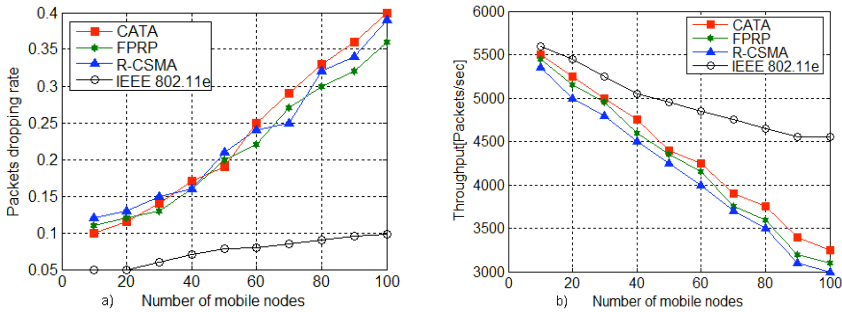 0.4
0.35
0.3
0.25
0.2
0.15
0.1
0.05
Packets dropping rate
CATA
FPRP
R-CSMA
IEEE 802.11e
0 20 40 60 80 100
a) Number of mobile nodes
6000
5500
5000
4500
4000
3500
3000
Throughput[Packets/sec]
CATA
FPRP
R-CSMA
IEEE 802.11e
0 20 40 60 80 100
b) Number of mobile nodes